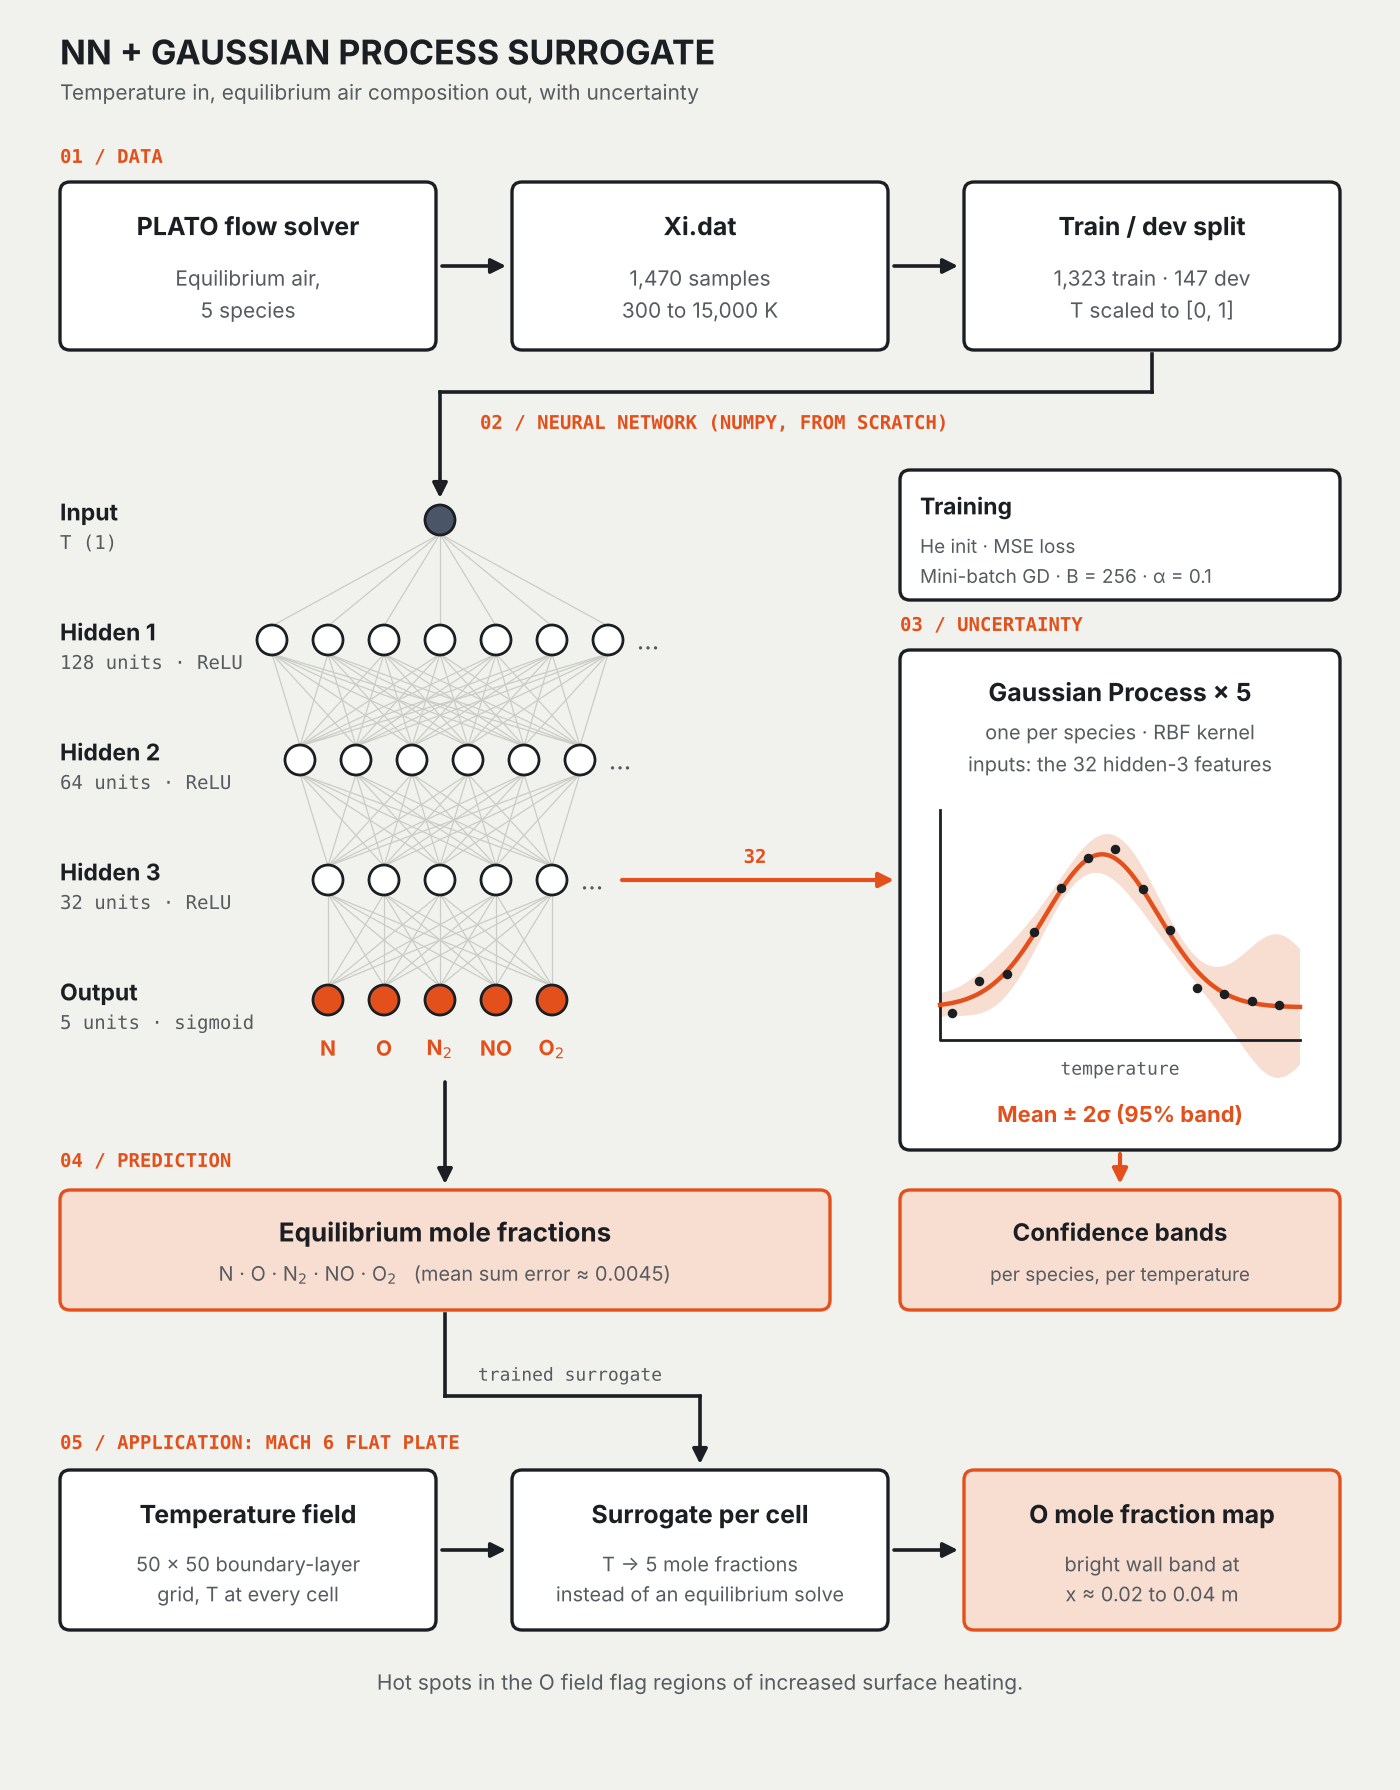 NN + GAUSSIAN PROCESS SURROGATE
Temperature in, equilibrium air composition out, with uncertainty
01 / DATA
PLATO flow solver
Equilibrium air,
5 species
Xi.dat
1,470 samples
300 to 15,000 K
Train / dev split
1,323 train · 147 dev
T scaled to [0, 1]
02 / NEURAL NETWORK (NUMPY, FROM SCRATCH)
Input
T (1)
Hidden 1
128 units · ReLU
...
Hidden 2
64 units · ReLU
...
Hidden 3
32 units · ReLU
...
32
Output
5 units · sigmoid
N O N₂ NO O₂
Training
He init · MSE loss
Mini-batch GD · B = 256 · α = 0.1
03 / UNCERTAINTY
Gaussian Process × 5
one per species · RBF kernel
inputs: the 32 hidden-3 features
temperature
Mean ± 2σ (95% band)
04 / PREDICTION
Equilibrium mole fractions
N · O · N₂ · NO · O₂ (mean sum error ≈ 0.0045)
Confidence bands
per species, per temperature
trained surrogate
05 / APPLICATION: MACH 6 FLAT PLATE
Temperature field
50 × 50 boundary-layer
grid, T at every cell
Surrogate per cell
T → 5 mole fractions
instead of an equilibrium solve
O mole fraction map
bright wall band at
x ≈ 0.02 to 0.04 m
Hot spots in the O field flag regions of increased surface heating.